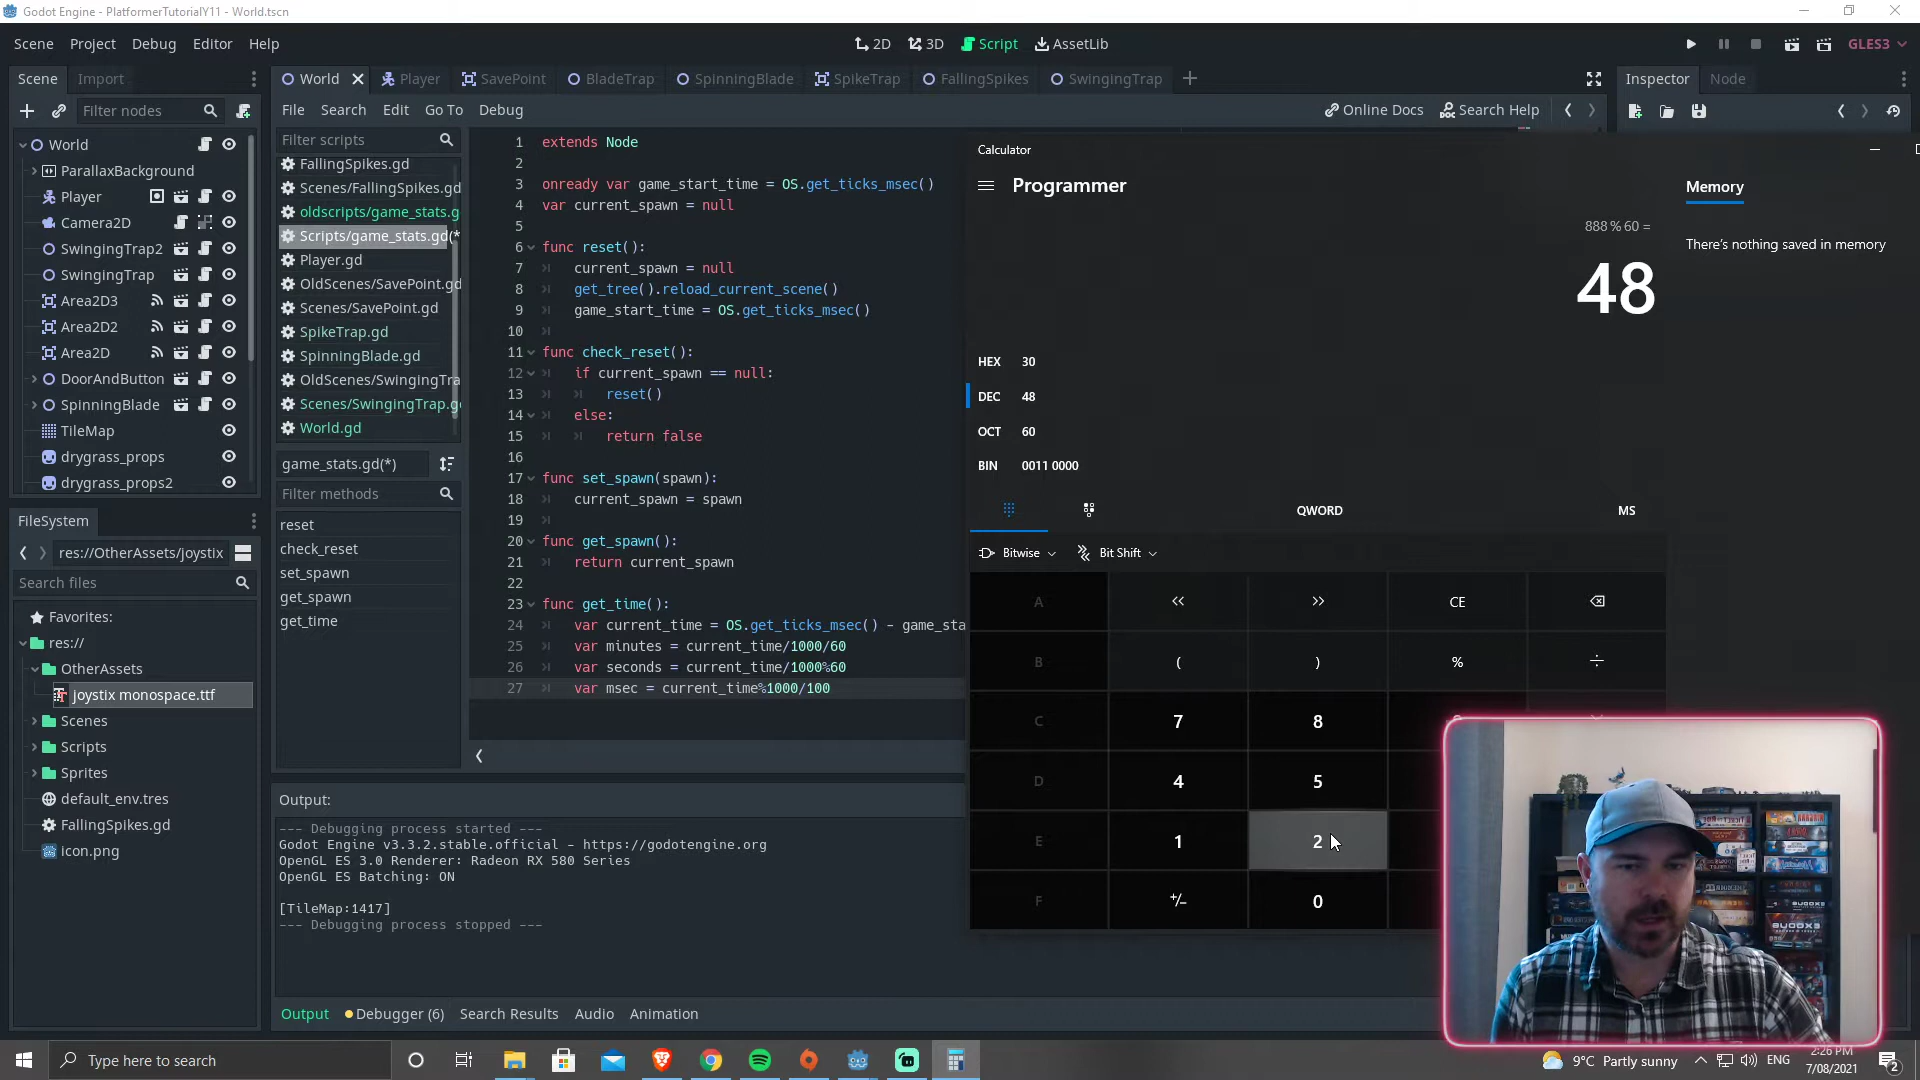 Godot Engine - PlatformerTutorialY11 - World.tscn
Scene Project Debug Editor Help
2D 3D Script AssetLib
GLES3
Scene Import
World Player SavePoint BladeTrap SpinningBlade SpikeTrap FallingSpikes SwingingTrap
Inspector Node
Filter nodes
File Search Edit Go To Debug
Online Docs Search Help
World
ParallaxBackground
Player
Camera2D
SwingingTrap2
SwingingTrap
Area2D3
Area2D2
Area2D
DoorAndButton
SpinningBlade
TileMap
drygrass_props
drygrass_props2
FileSystem
res://OtherAssets/joystix
Search files
Favorites:
res://
OtherAssets
joystix monospace.ttf
Scenes
Scripts
Sprites
default_env.tres
FallingSpikes.gd
icon.png
Filter scripts
FallingSpikes.gd
Scenes/FallingSpikes.gd
oldscripts/game_stats.g
Scripts/game_stats.gd(*
Player.gd
OldScenes/SavePoint.gd
Scenes/SavePoint.gd
SpikeTrap.gd
SpinningBlade.gd
OldScenes/SwingingTra
Scenes/SwingingTrap.g
World.gd
game_stats.gd(*)
Filter methods
reset
check_reset
set_spawn
get_spawn
get_time
1 extends Node
2
3 onready var game_start_time = OS.get_ticks_msec()
4 var current_spawn = null
5
6 func reset():
7 current_spawn = null
8 get_tree().reload_current_scene()
9 game_start_time = OS.get_ticks_msec()
10
11 func check_reset():
12 if current_spawn == null:
13 reset()
14 else:
15 return false
16
17 func set_spawn(spawn):
18 current_spawn = spawn
19
20 func get_spawn():
21 return current_spawn
22
23 func get_time():
24 var current_time = OS.get_ticks_msec() - game_sta
25 var minutes = current_time/1000/60
26 var seconds = current_time/1000%60
27 var msec = current_time%1000/100
Output:
--- Debugging process started ---
Godot Engine v3.3.2.stable.official - https://godotengine.org
OpenGL ES 3.0 Renderer: Radeon RX 580 Series
OpenGL ES Batching: ON
[TileMap:1417]
--- Debugging process stopped ---
Output Debugger (6) Search Results Audio Animation
Calculator
Programmer
Memory
There's nothing saved in memory
888 % 60 =
48
HEX 30
DEC 48
OCT 60
BIN 0011 0000
QWORD MS
Bitwise Bit Shift
A << >> CE
B ( ) % ÷
C 7 8
D 4 5
E 1 2
F +/- 0
Type here to search
9°C Partly sunny
ENG
2:26 PM
7/08/2021
2